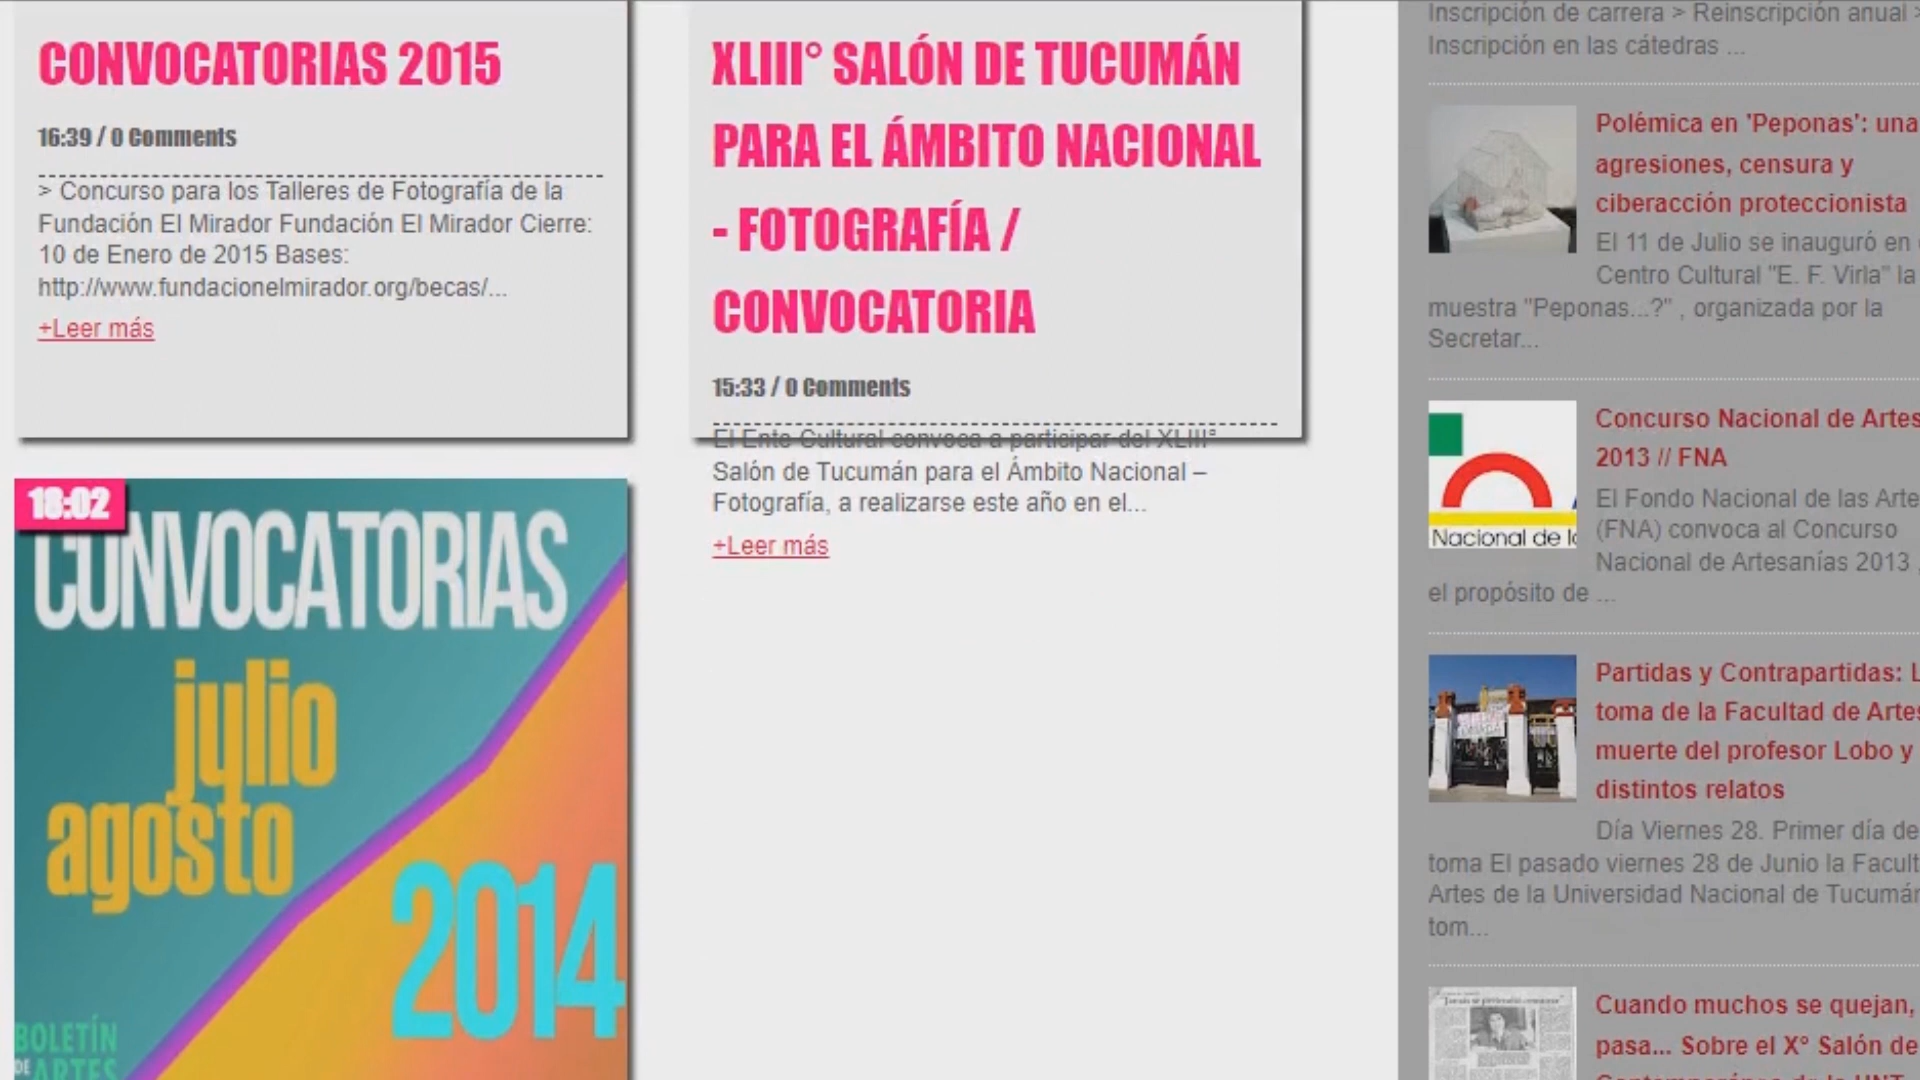 CONVOCATORIAS 2015
16:39 / 0 Comments
> Concurso para los Talleres de Fotografía de la
Fundación El Mirador Fundación El Mirador Cierre:
10 de Enero de 2015 Bases:
http://www.fundacionelmirador.org/becas/...
+Leer más
18:02
CONVOCATORIAS
julio
agosto
2014
BOLETÍN
DE
ARTES
XLIII° SALÓN DE TUCUMÁN
PARA EL ÁMBITO NACIONAL
- FOTOGRAFÍA /
CONVOCATORIA
15:33 / 0 Comments
El Ente Cultural convoca a participar del XLIII°
Salón de Tucumán para el Ámbito Nacional –
Fotografía, a realizarse este año en el...
+Leer más
Inscripción de carrera > Reinscripción anual >
Inscripción en las cátedras ...
Polémica en 'Peponas': una
agresiones, censura y
ciberacción proteccionista
El 11 de Julio se inauguró en
Centro Cultural "E. F. Virla" la
muestra "Peponas...?" , organizada por la
Secretar...
Nacional de
Concurso Nacional de Artes
2013 // FNA
El Fondo Nacional de las Arte
(FNA) convoca al Concurso
Nacional de Artesanías 2013 ,
el propósito de ...
Partidas y Contrapartidas: L
toma de la Facultad de Artes
muerte del profesor Lobo y
distintos relatos
Día Viernes 28. Primer día de
toma El pasado viernes 28 de Junio la Facult
Artes de la Universidad Nacional de Tucumán
tom...
Cuando muchos se quejan,
pasa... Sobre el X° Salón de